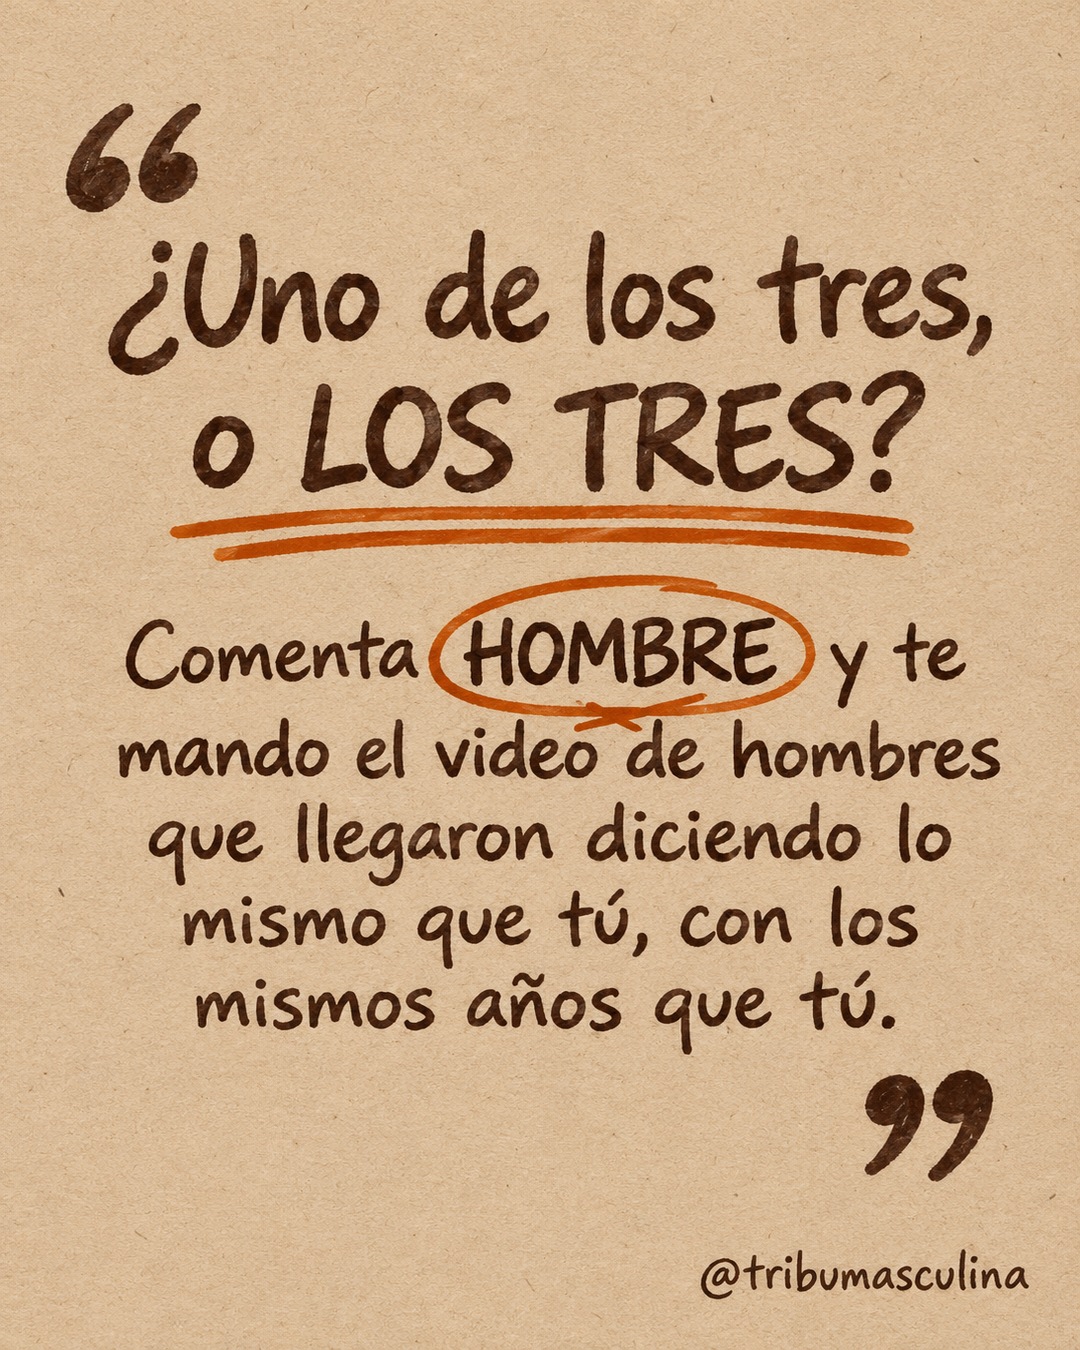 “
¿Uno de los tres,
o LOS TRES?
Comenta HOMBRE y te
mando el video de hombres
que llegaron diciendo lo
mismo que tú, con los
mismos años que tú.
”
@tribumasculina